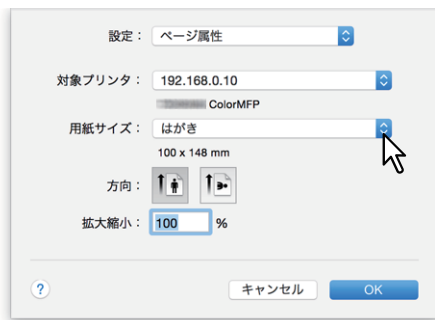 設定： ページ属性
対象プリンタ： 192.168.0.10
ColorMFP
用紙サイズ： はがき
100 x 148 mm
方向：
拡大縮小： 100 %
? キャンセル OK